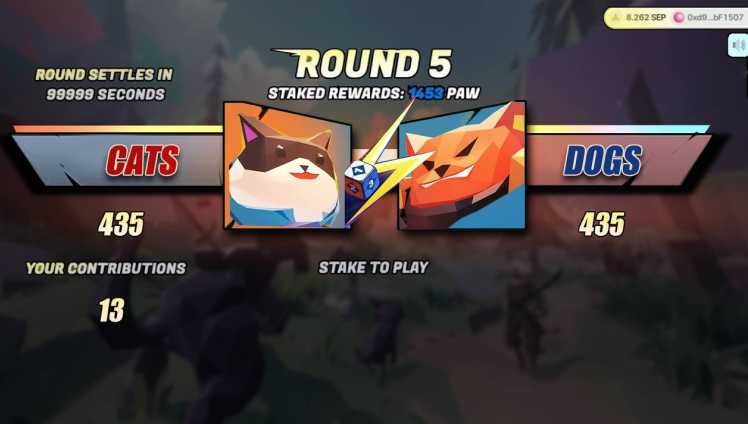 8.262 SEP 0xd9...bF1507
ROUND 5
ROUND SETTLES IN
99999 SECONDS
STAKED REWARDS: 1453 PAW
CATS
DOGS
435
435
YOUR CONTRIBUTIONS
STAKE TO PLAY
13